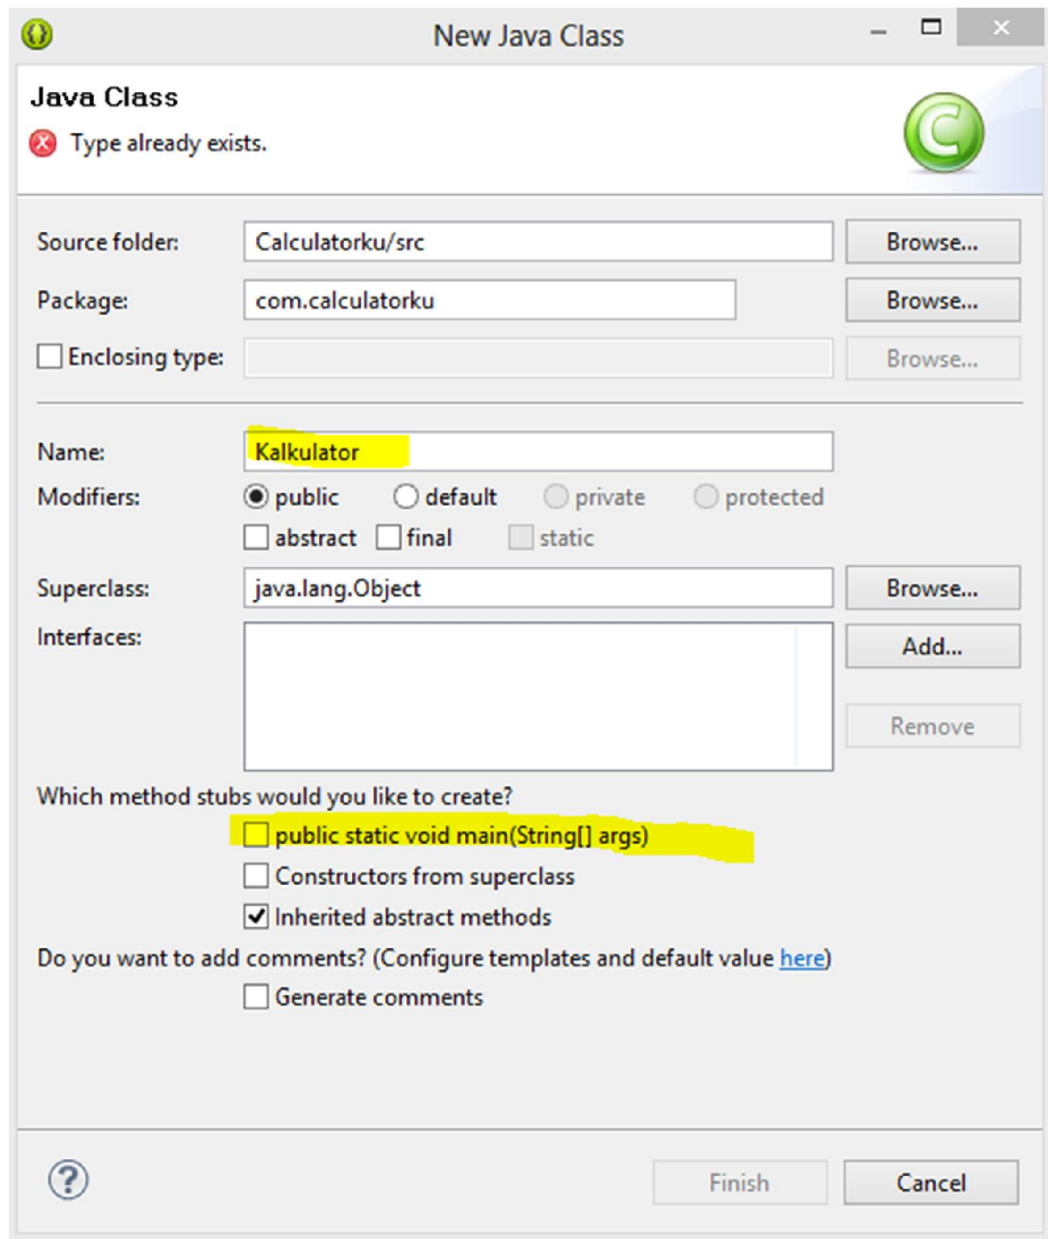 New Java Class
Java Class
Type already exists.
Source folder: Calculatorku/src Browse...
Package: com.calculatorku Browse...
Enclosing type: Browse...
Name: Kalkulator
Modifiers: public default private protected
abstract final static
Superclass: java.lang.Object Browse...
Interfaces: Add...
Remove
Which method stubs would you like to create?
public static void main(String[] args)
Constructors from superclass
Inherited abstract methods
Do you want to add comments? (Configure templates and default value here)
Generate comments
? Finish Cancel